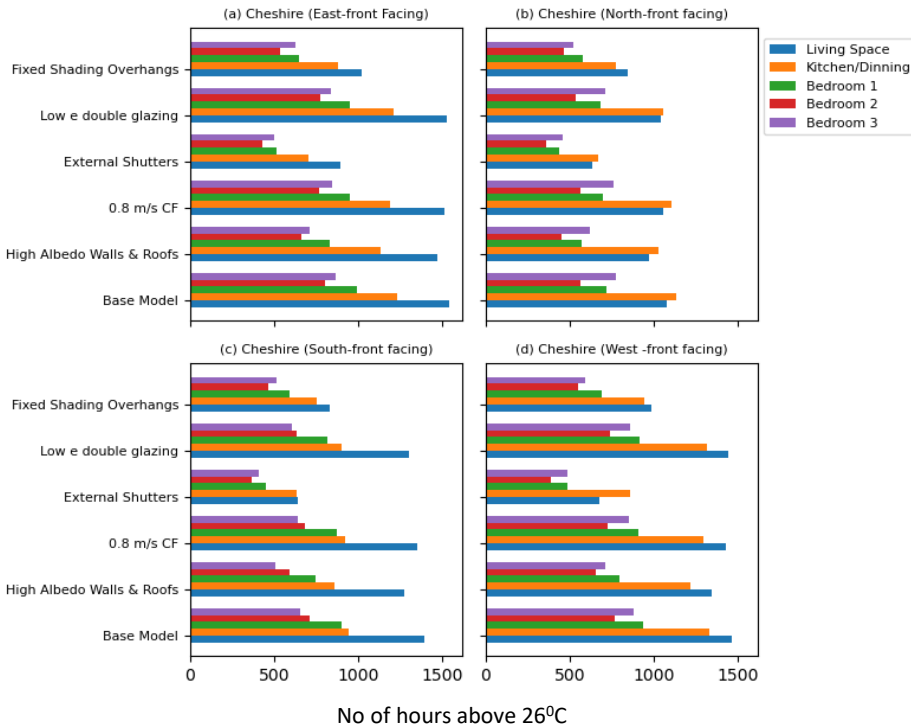 (a) Cheshire (East-front Facing)
(b) Cheshire (North-front facing)
Fixed Shading Overhangs
Low e double glazing
External Shutters
0.8 m/s CF
High Albedo Walls & Roofs
Base Model
Living Space
Kitchen/Dinning
Bedroom 1
Bedroom 2
Bedroom 3
(c) Cheshire (South-front facing)
(d) Cheshire (West -front facing)
Fixed Shading Overhangs
Low e double glazing
External Shutters
0.8 m/s CF
High Albedo Walls & Roofs
Base Model
0 500 1000 1500
0 500 1000 1500
No of hours above 26⁰C